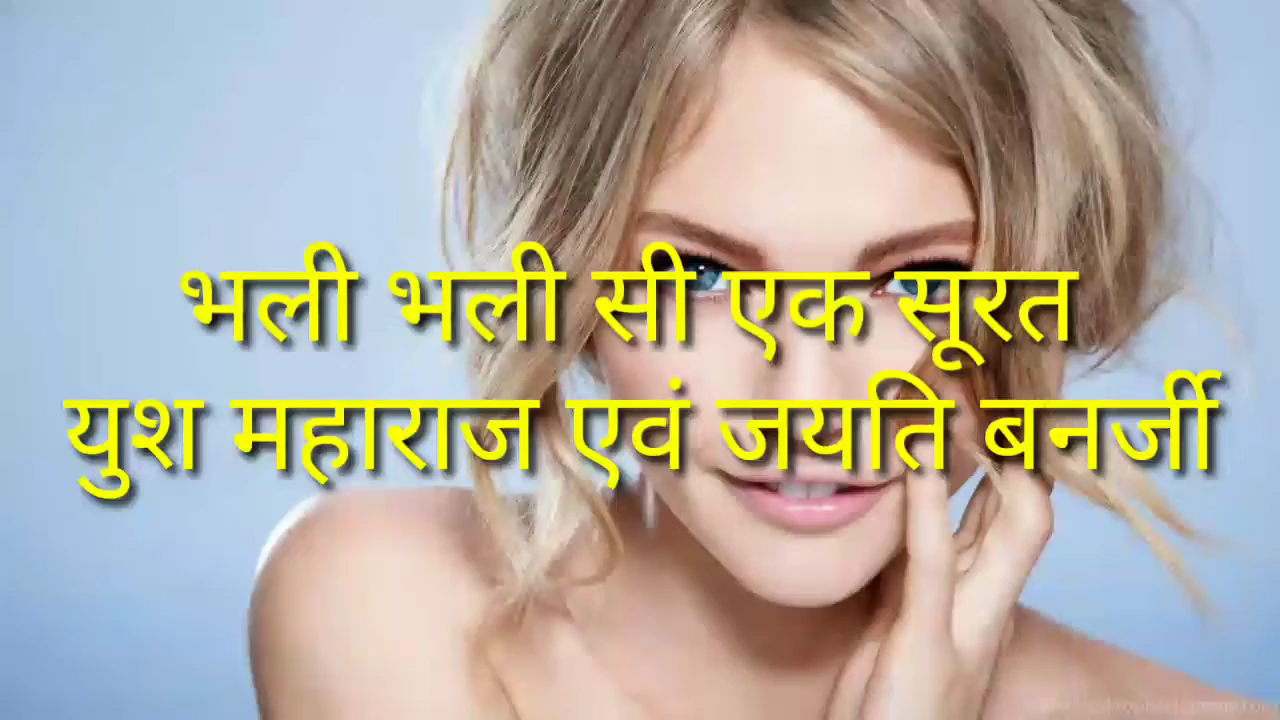 भली भली सी एक सूरत
युश महाराज एवं जयति बनर्जी